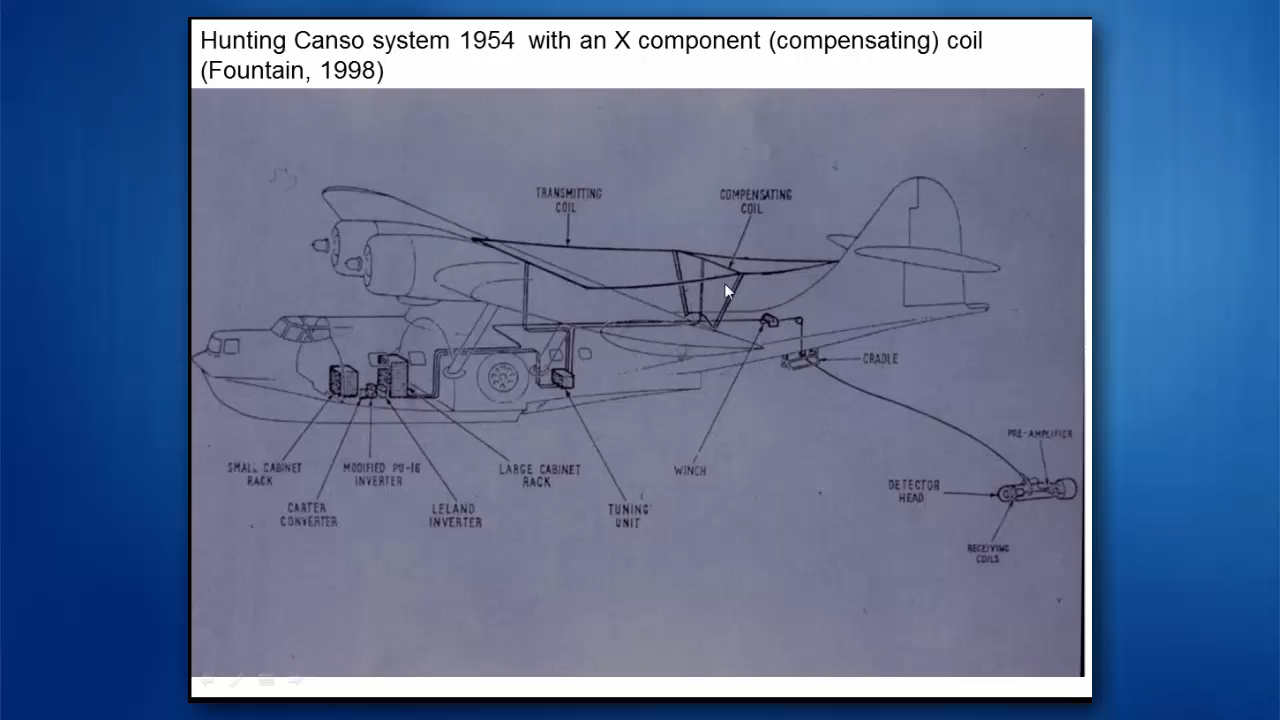 Hunting Canso system 1954 with an X component (compensating) coil
(Fountain, 1998)
TRANSMITTING
COIL
COMPENSATING
COIL
CRADLE
PRE-AMPLIFIER
SMALL CABINET
RACK
MODIFIED PU-16
INVERTER
LARGE CABINET
RACK
WINCH
DETECTOR
HEAD
CARTER
CONVERTER
LELAND
INVERTER
TUNING
UNIT
RECEIVING
COILS